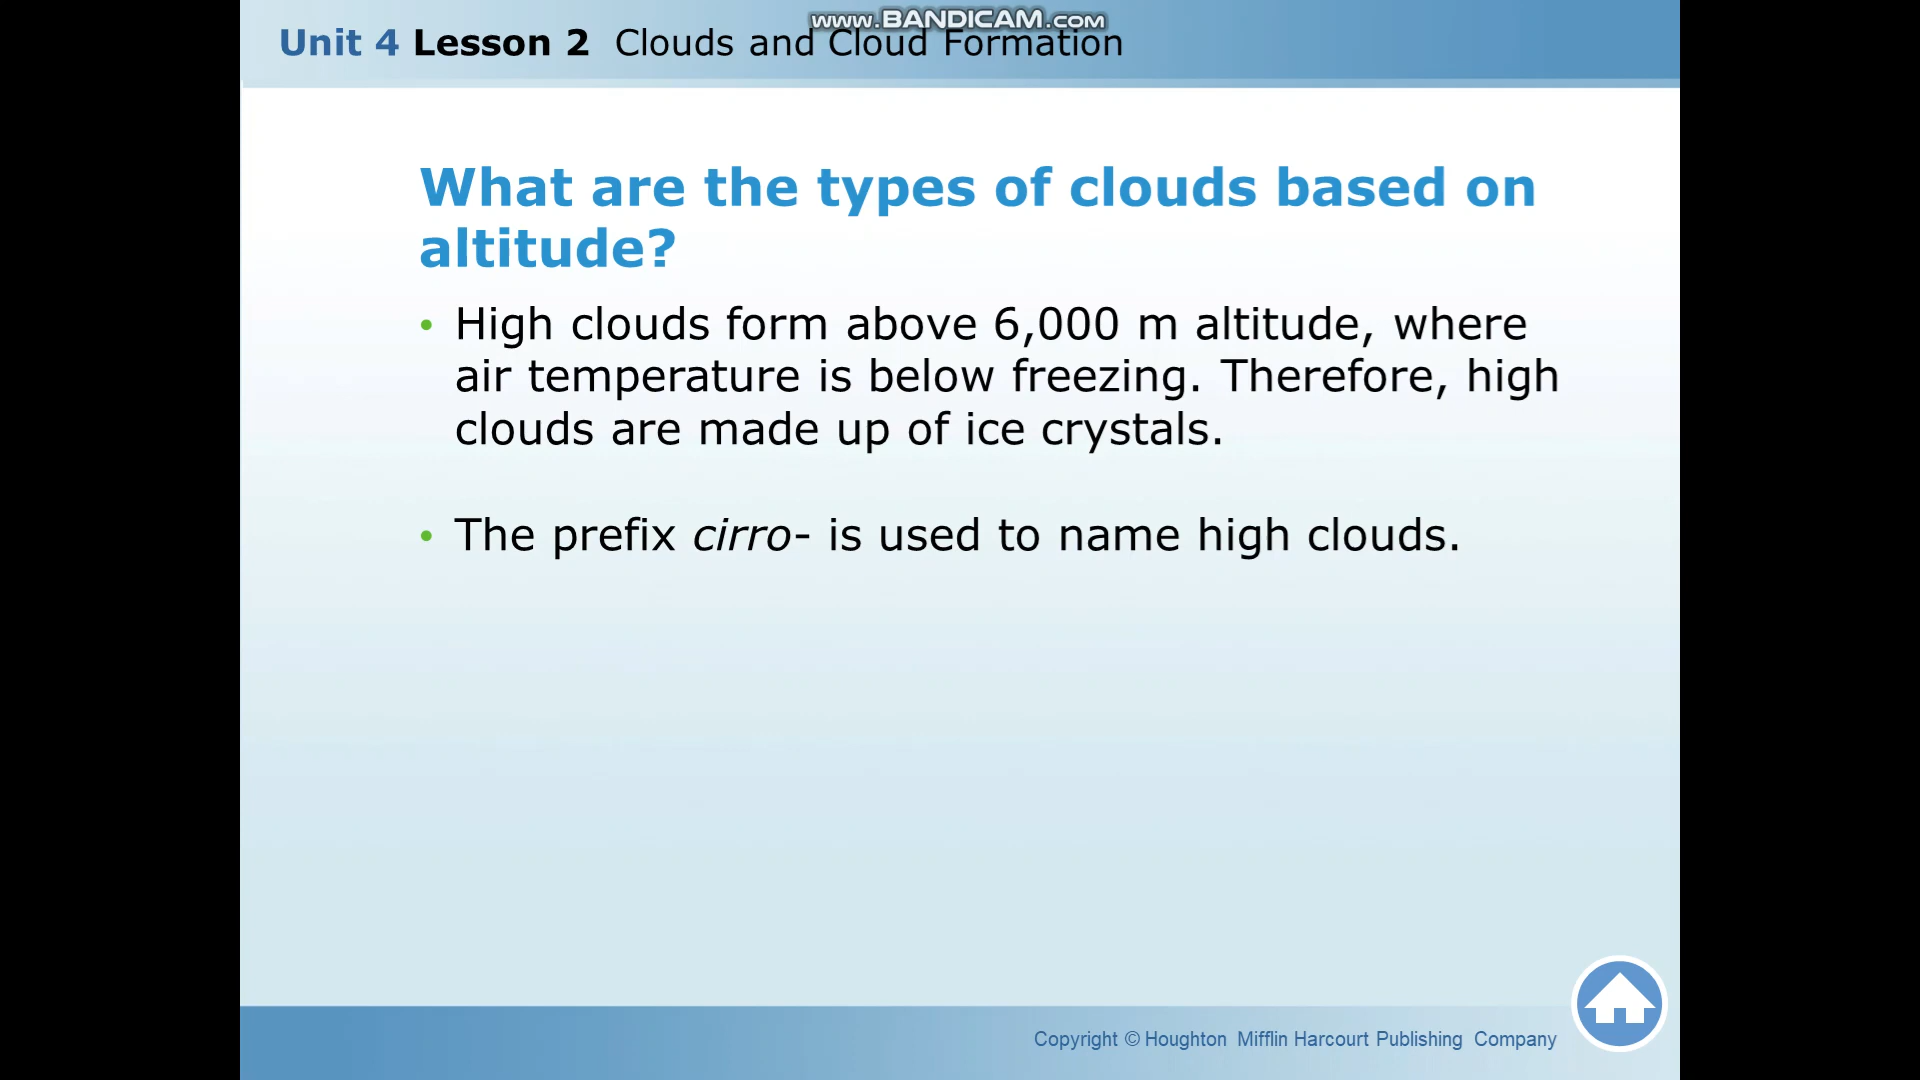 www.BANDICAM.com
Unit 4 Lesson 2 Clouds and Cloud Formation
What are the types of clouds based on
altitude?
• High clouds form above 6,000 m altitude, where
air temperature is below freezing. Therefore, high
clouds are made up of ice crystals.
• The prefix cirro- is used to name high clouds.
Copyright © Houghton Mifflin Harcourt Publishing Company